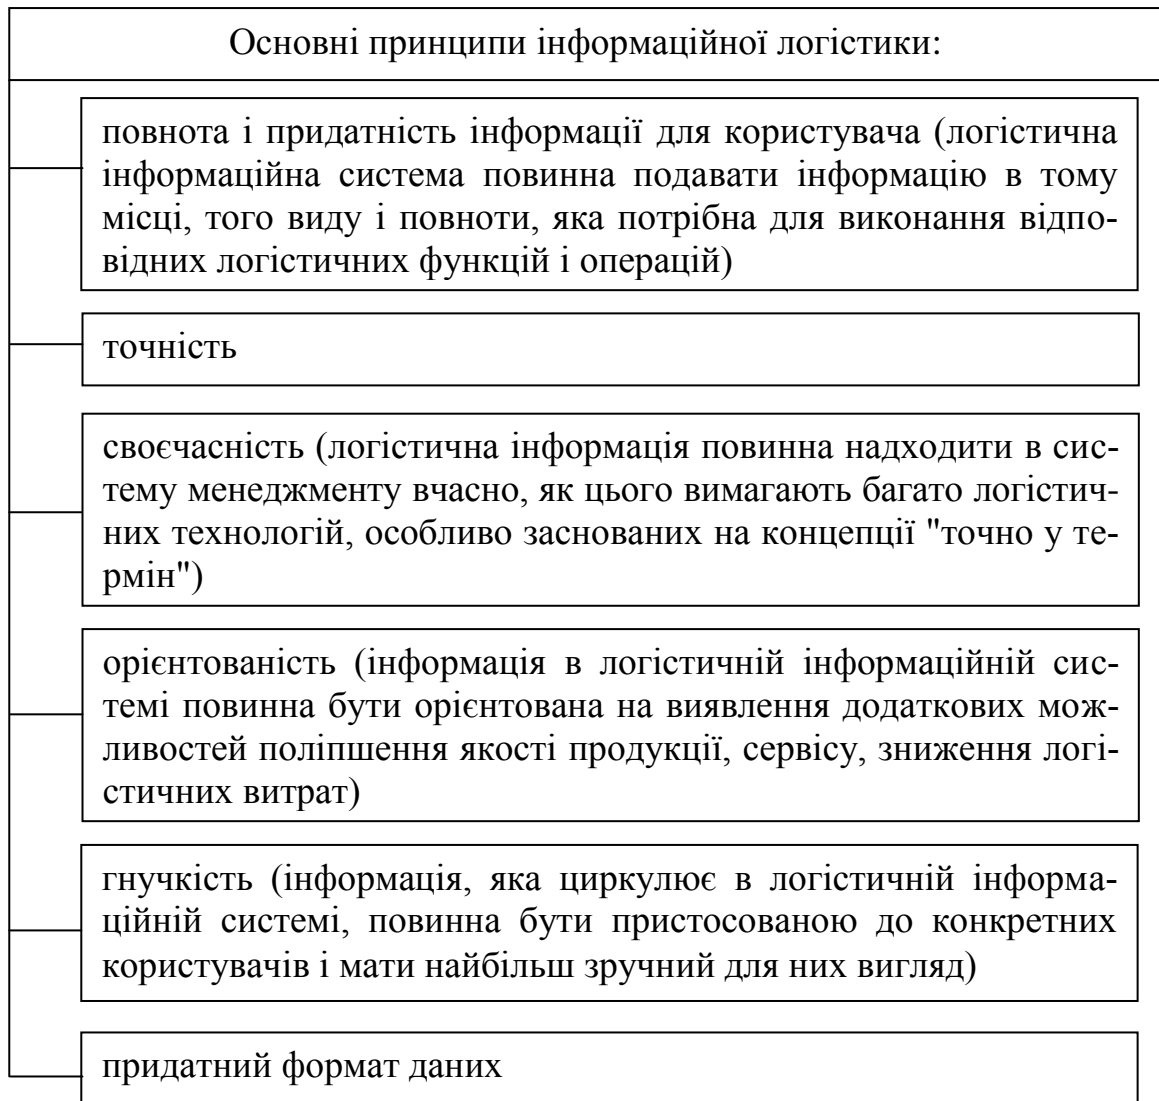 Основні принципи інформаційної логістики:
повнота і придатність інформації для користувача (логістична
інформаційна система повинна подавати інформацію в тому
місці, того виду і повноти, яка потрібна для виконання відпо-
відних логістичних функцій і операцій)
точність
своєчасність (логістична інформація повинна надходити в сис-
тему менеджменту вчасно, як цього вимагають багато логістич-
них технологій, особливо заснованих на концепції "точно у те-
рмін")
орієнтованість (інформація в логістичній інформаційній сис-
темі повинна бути орієнтована на виявлення додаткових мож-
ливостей поліпшення якості продукції, сервісу, зниження логі-
стичних витрат)
гнучкість (інформація, яка циркулює в логістичній інформа-
ційній системі, повинна бути пристосованою до конкретних
користувачів і мати найбільш зручний для них вигляд)
придатний формат даних